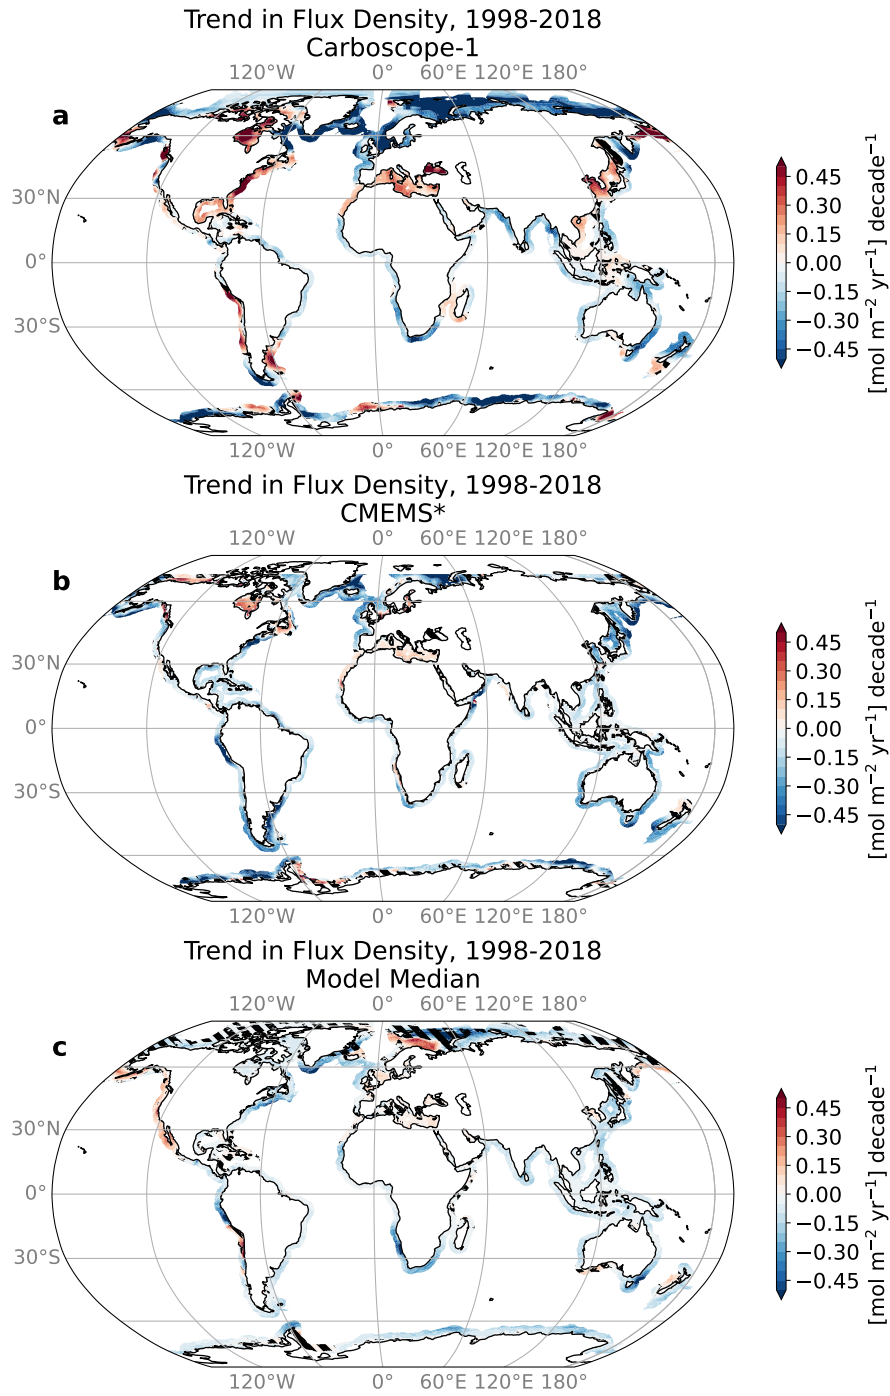 Trend in Flux Density, 1998-2018
Carboscope-1
120°W 0° 60°E 120°E 180°
a
30°N
0°
30°S
120°W 0° 60°E 120°E 180°
0.45
0.30
0.15
0.00
−0.15
−0.30
−0.45
[mol m⁻² yr⁻¹] decade⁻¹
Trend in Flux Density, 1998-2018
CMEMS*
120°W 0° 60°E 120°E 180°
b
30°N
0°
30°S
120°W 0° 60°E 120°E 180°
0.45
0.30
0.15
0.00
−0.15
−0.30
−0.45
[mol m⁻² yr⁻¹] decade⁻¹
Trend in Flux Density, 1998-2018
Model Median
120°W 0° 60°E 120°E 180°
c
30°N
0°
30°S
120°W 0° 60°E 120°E 180°
0.45
0.30
0.15
0.00
−0.15
−0.30
−0.45
[mol m⁻² yr⁻¹] decade⁻¹